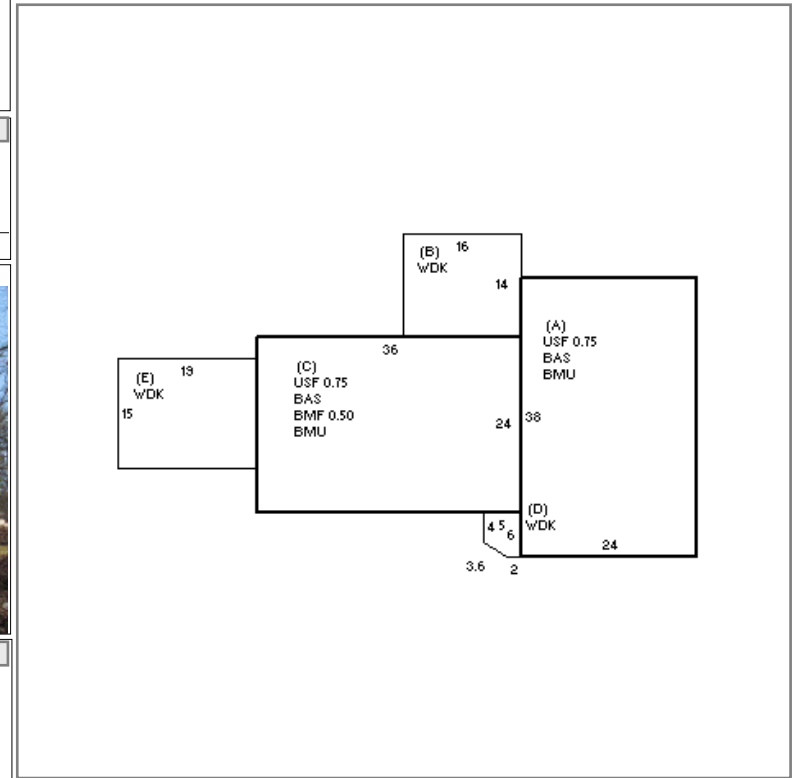 (B)
WDK
16
14
(A)
USF 0.75
BAS
BMU
36
(C)
USF 0.75
BAS
BMF 0.50
BMU
24
38
(E)
WDK
19
15
(D)
WDK
4 5 6
24
3.6
2